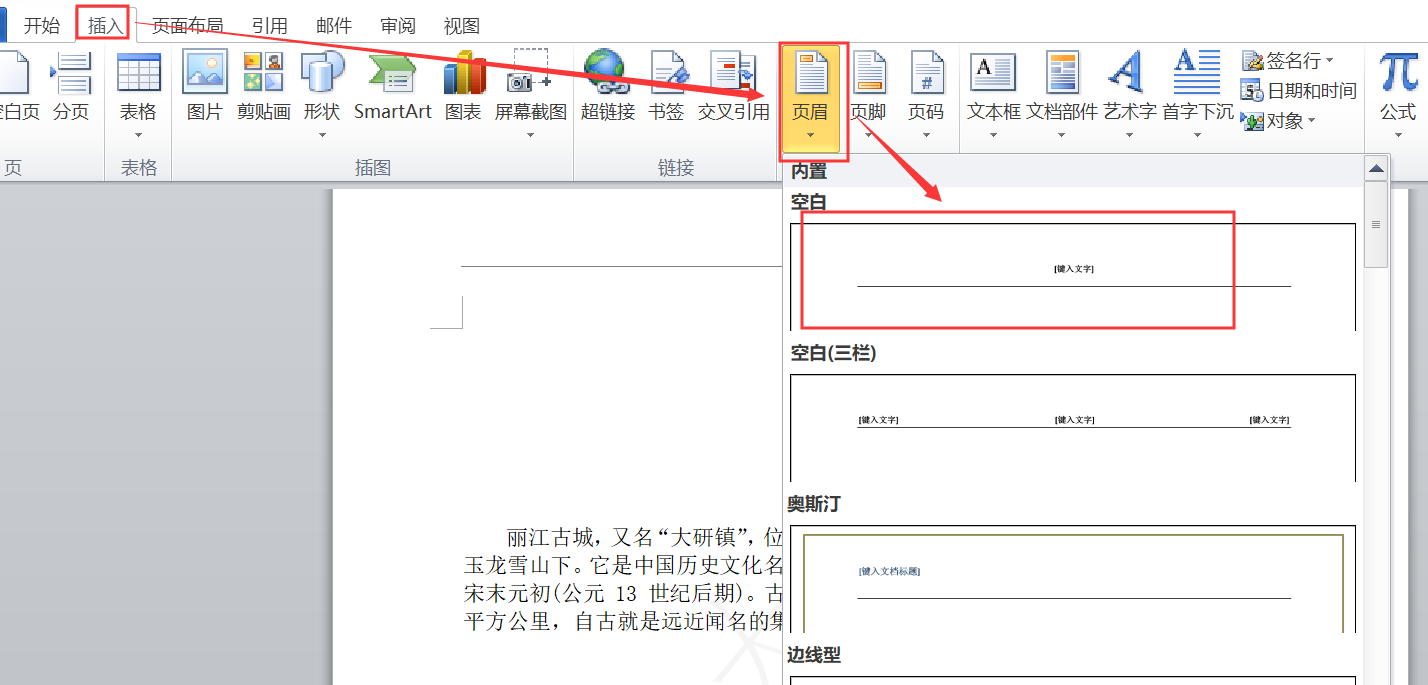 开始 插入 页面布局 引用 邮件 审阅 视图
空白页 分页 表格 图片 剪贴画 形状 SmartArt 图表 屏幕截图 超链接 书签 交叉引用 页眉 页脚 页码 文本框 文档部件 艺术字 首字下沉 签名行 公式
日期和时间
对象
页 表格 插图 链接
内置
空白
[键入文字]
空白(三栏)
[键入文字] [键入文字] [键入文字]
奥斯汀
[键入文档标题]
边线型
丽江古城，又名“大研镇”，位
玉龙雪山下。它是中国历史文化名
宋末元初(公元 13 世纪后期)。古
平方公里，自古就是远近闻名的集